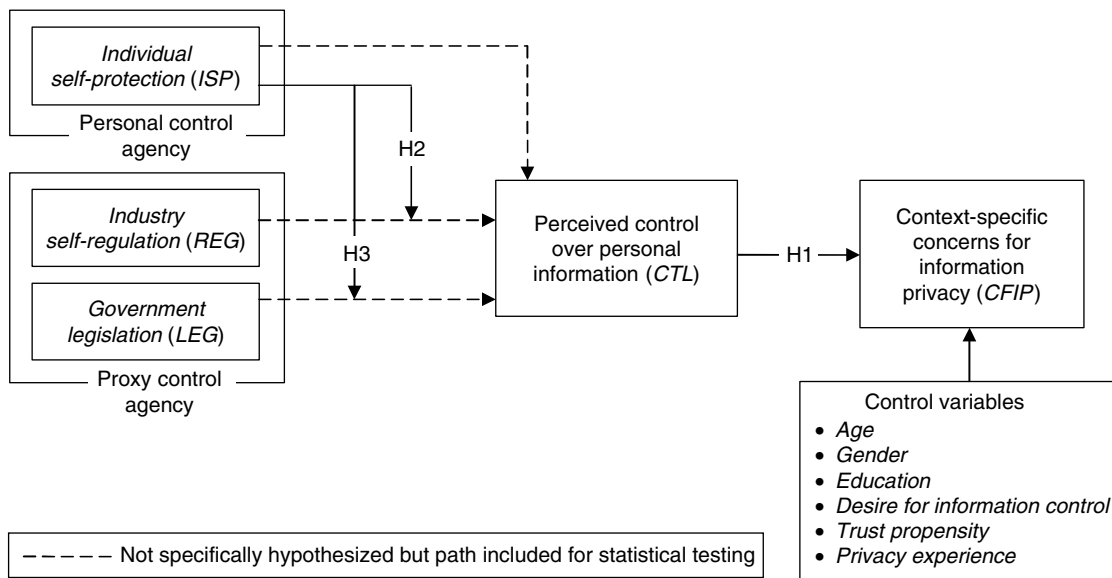 Individual
self-protection (ISP)
Personal control
agency
H2
Industry
self-regulation (REG)
H3
Government
legislation (LEG)
Proxy control
agency
Perceived control
over personal
information (CTL)
H1
Context-specific
concerns for
information
privacy (CFIP)
Control variables
• Age
• Gender
• Education
• Desire for information control
• Trust propensity
• Privacy experience
Not specifically hypothesized but path included for statistical testing